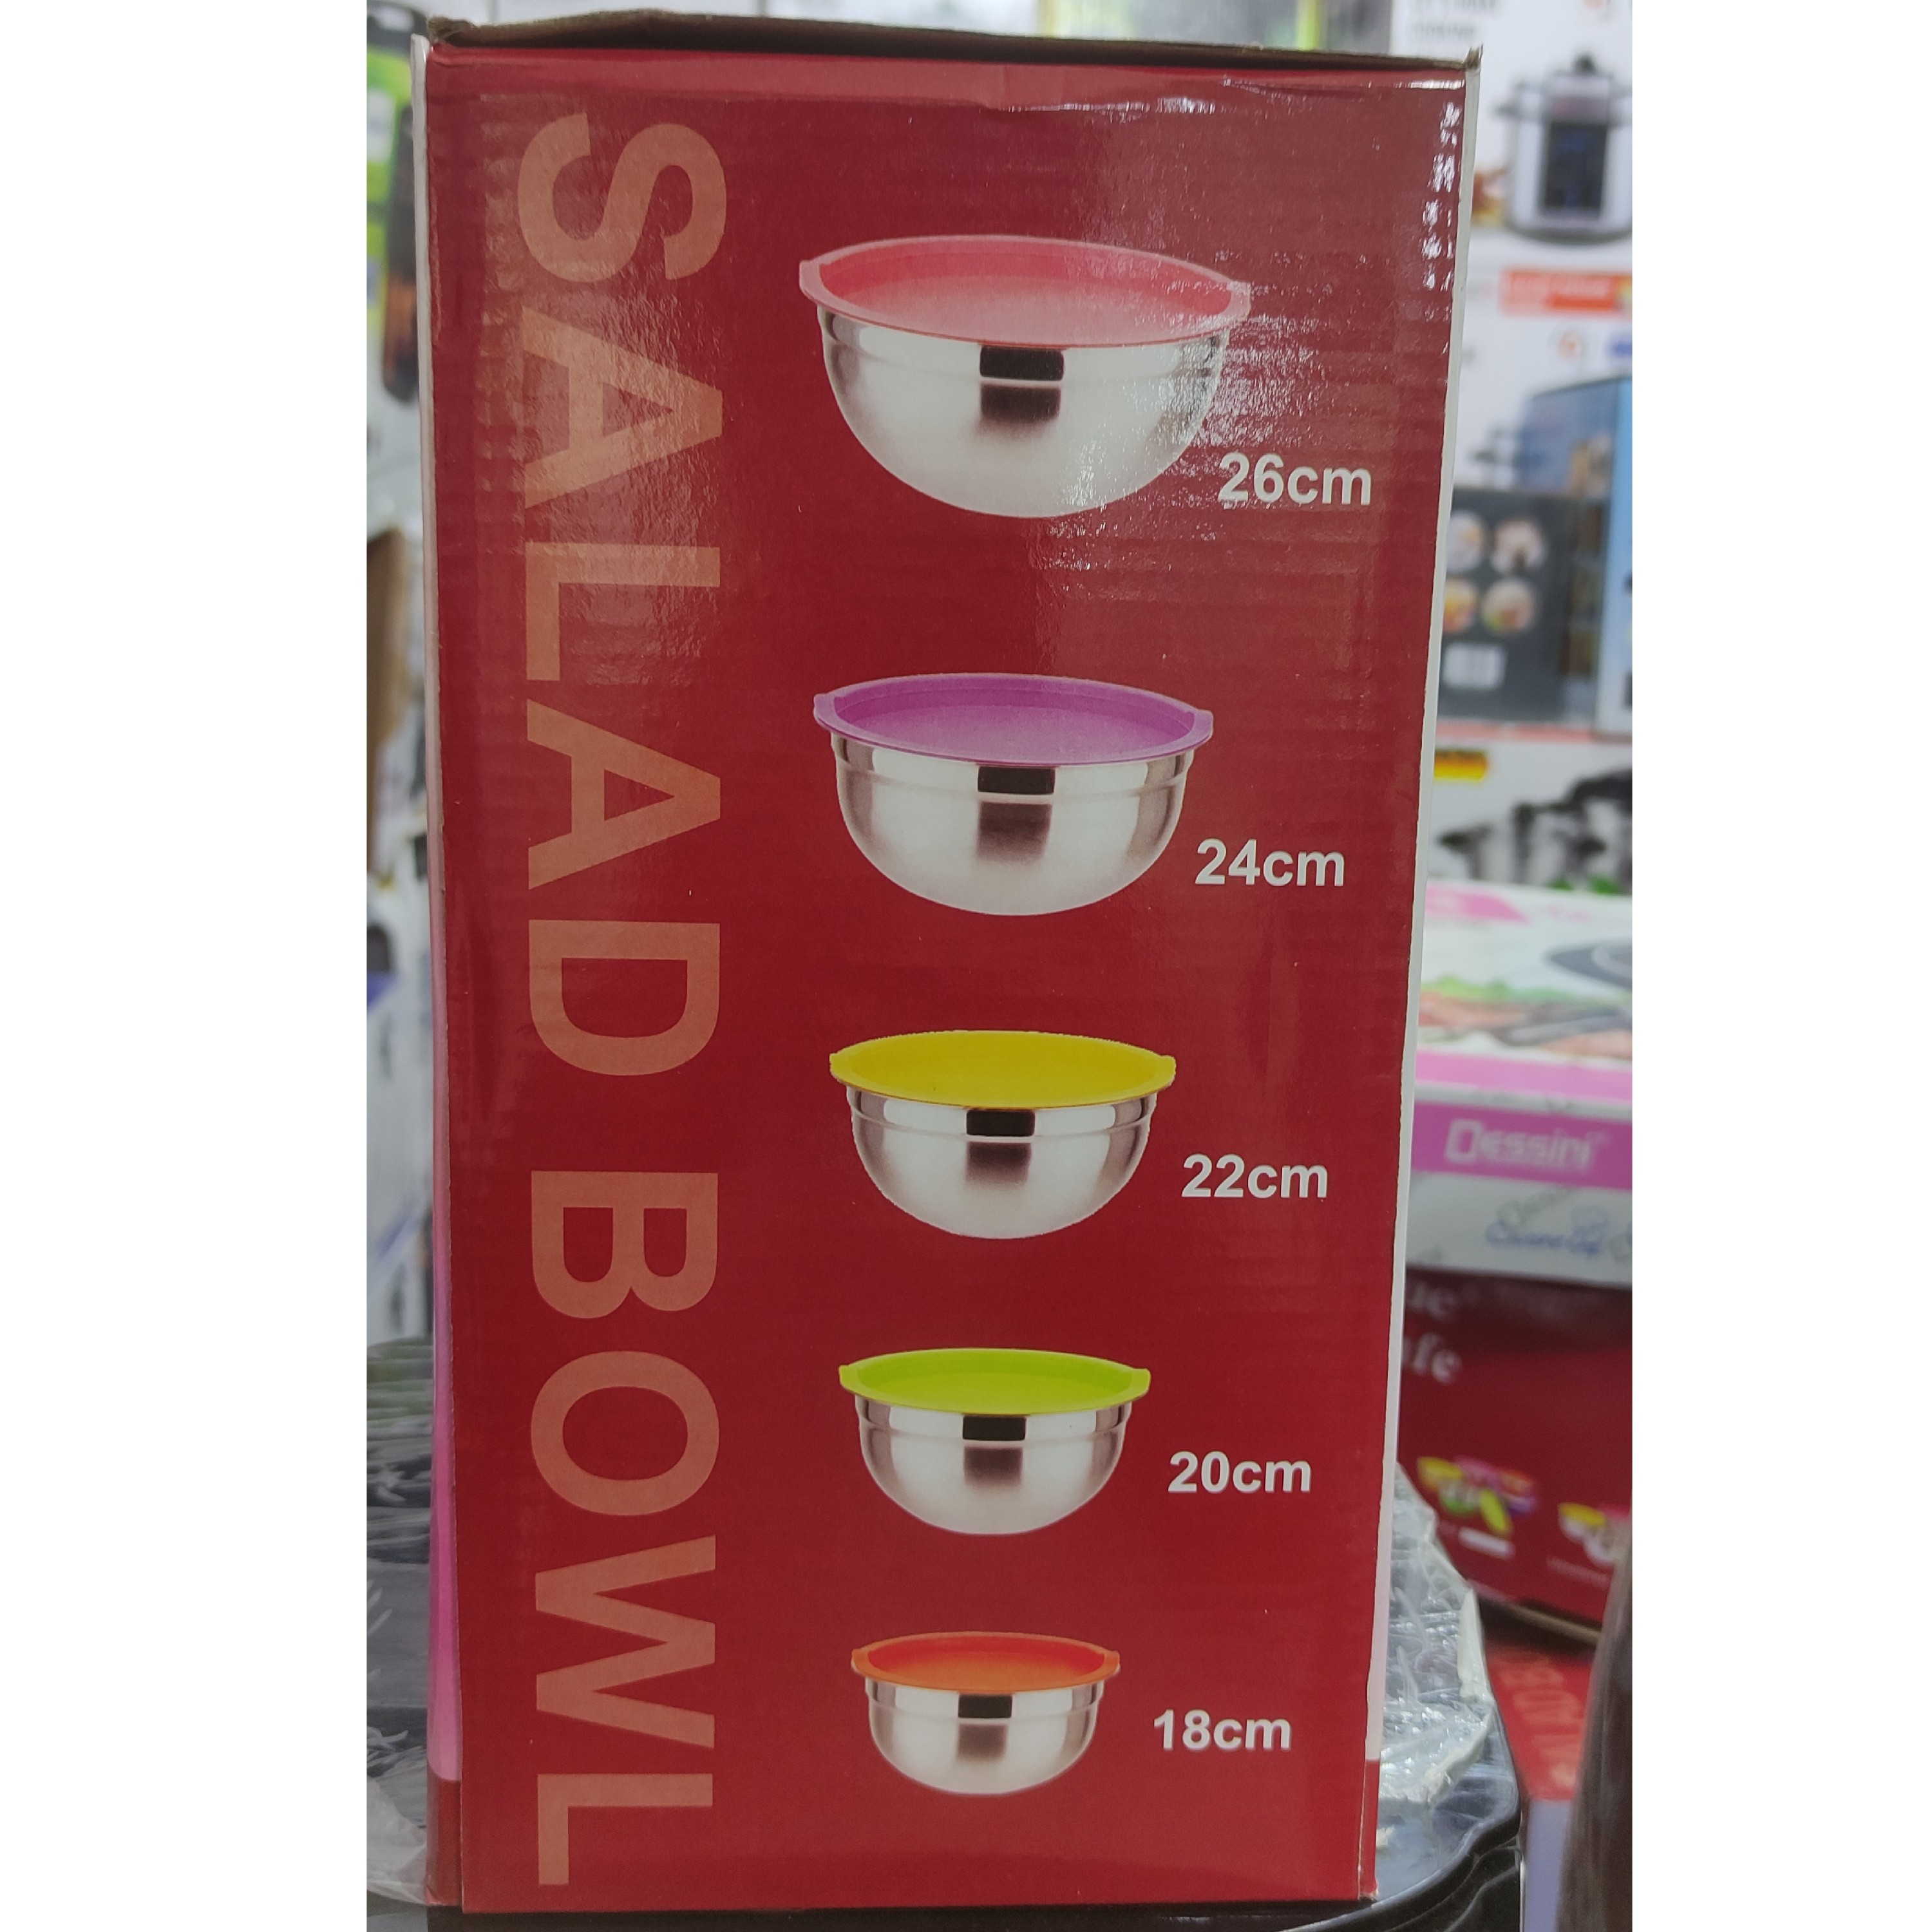 SALAD BOWL
26cm
24cm
22cm
20cm
18cm
Dessini